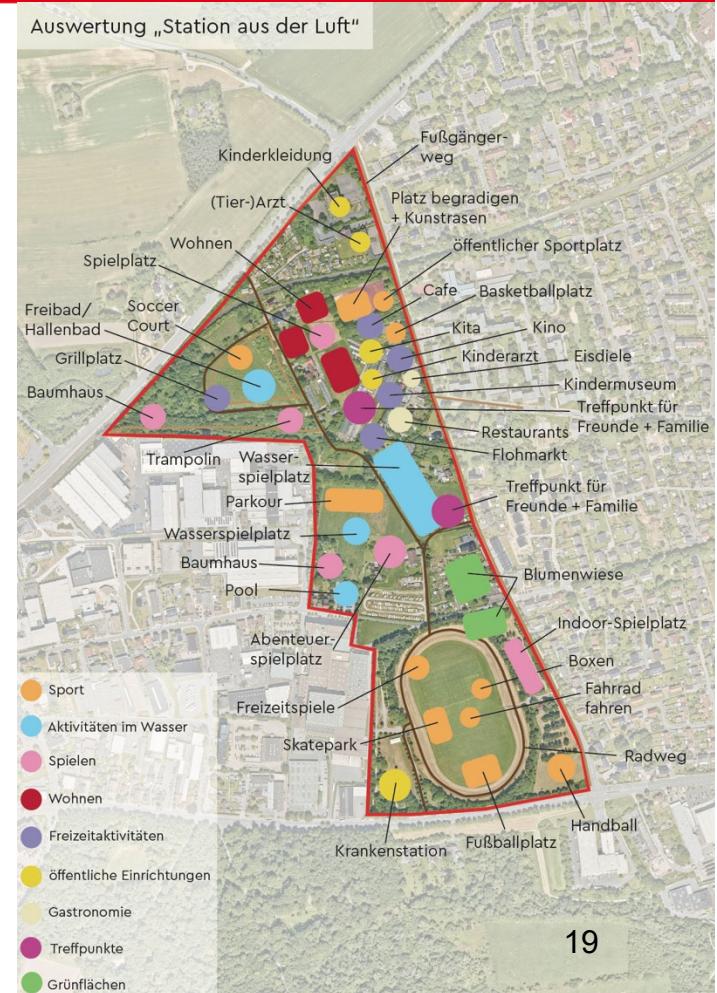 Auswertung „Station aus der Luft“
Fußgänger-
weg
Kinderkleidung
(Tier-)Arzt
Platz begradigen
+ Kunstrasen
Wohnen
öffentlicher Sportplatz
Spielplatz
Cafe
Basketballplatz
Freibad/
Hallenbad
Soccer
Court
Kita
Kino
Grillplatz
Kinderarzt
Eisdiele
Baumhaus
Kindermuseum
Treffpunkt für
Freunde + Familie
Restaurants
Trampolin
Flohmarkt
Wasser-
spielplatz
Parkour
Treffpunkt für
Freunde + Familie
Wasserspielplatz
Baumhaus
Blumenwiese
Pool
Indoor-Spielplatz
Abenteuer-
spielplatz
Boxen
Fahrrad
fahren
Freizeitspiele
Skatepark
Radweg
Handball
Fußballplatz
Krankenstation
Sport
Aktivitäten im Wasser
Spielen
Wohnen
Freizeitaktivitäten
öffentliche Einrichtungen
Gastronomie
Treffpunkte
Grünflächen
19